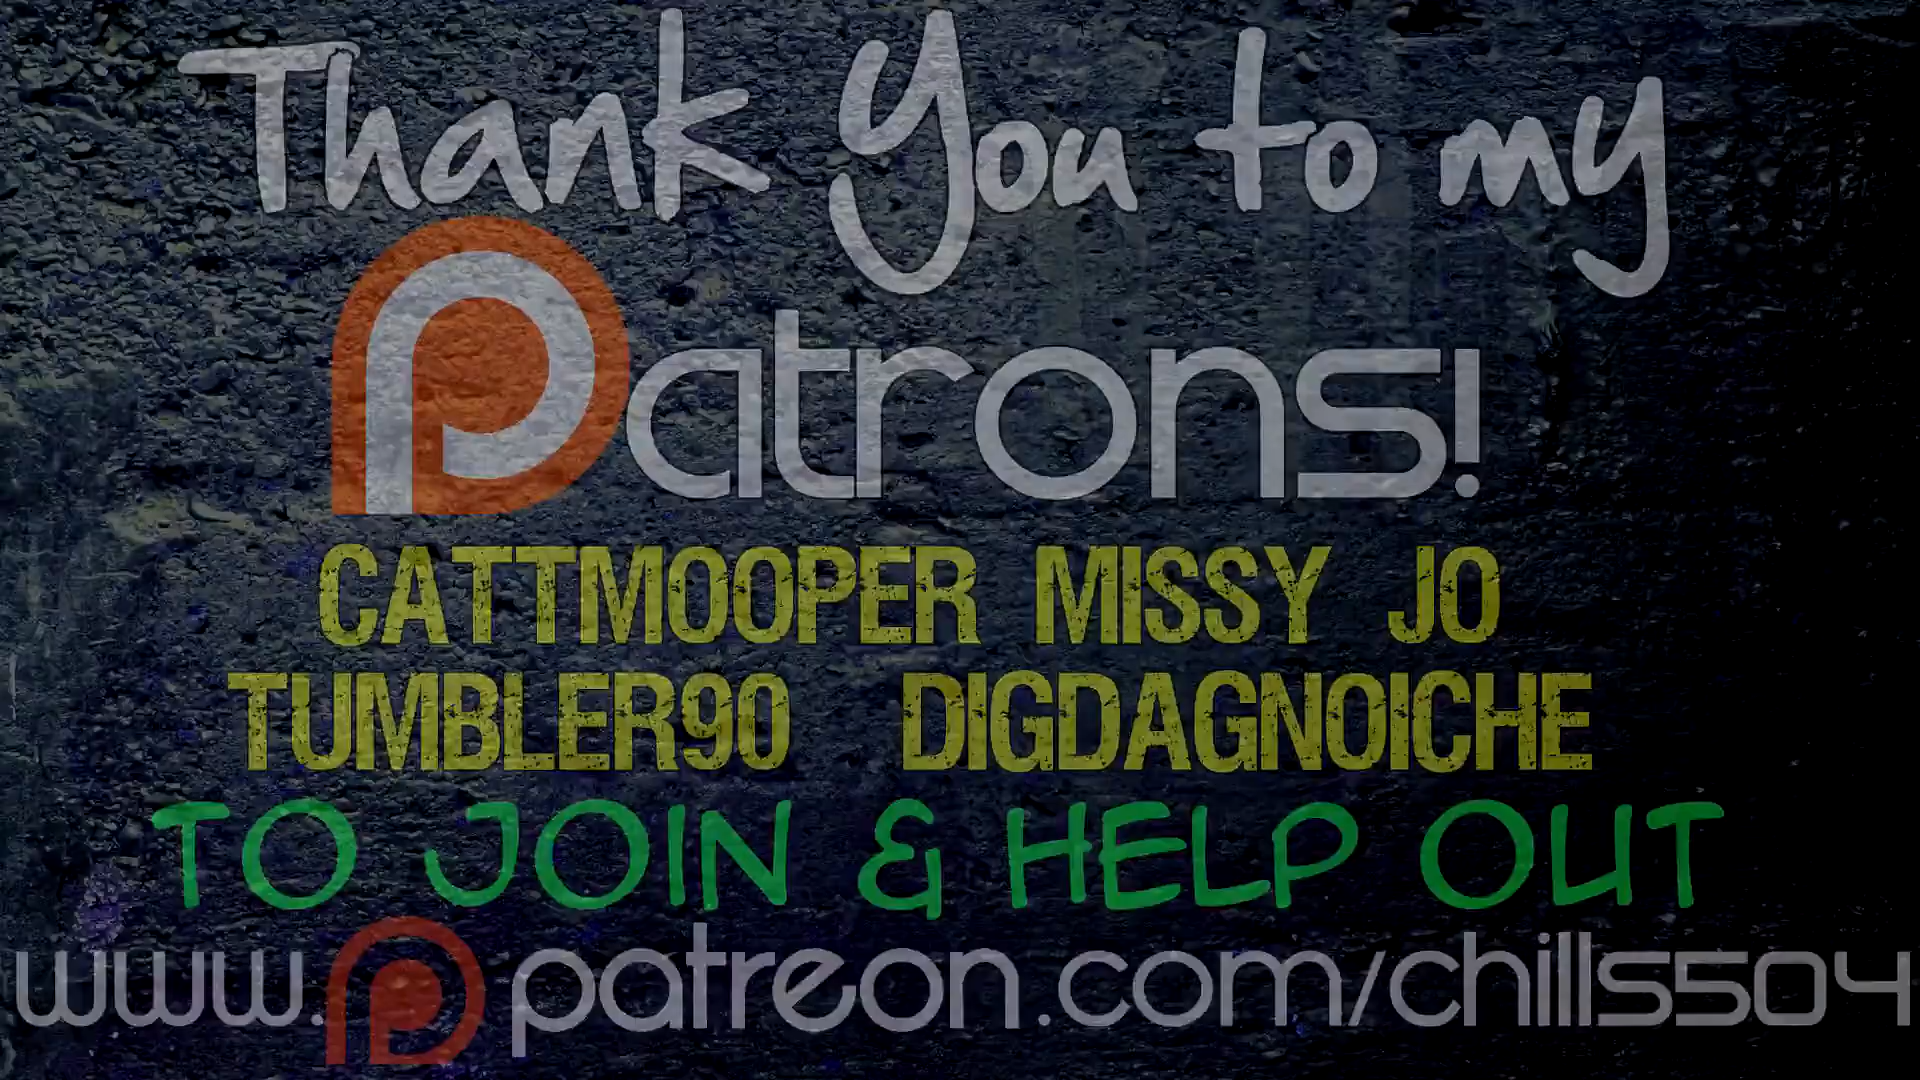 Thank You to my
Patrons!
CATTMOOPER MISSY JO
TUMBLER90 DIGDAGNOICHE
TO JOIN & HELP OUT
www.patreon.com/chills504